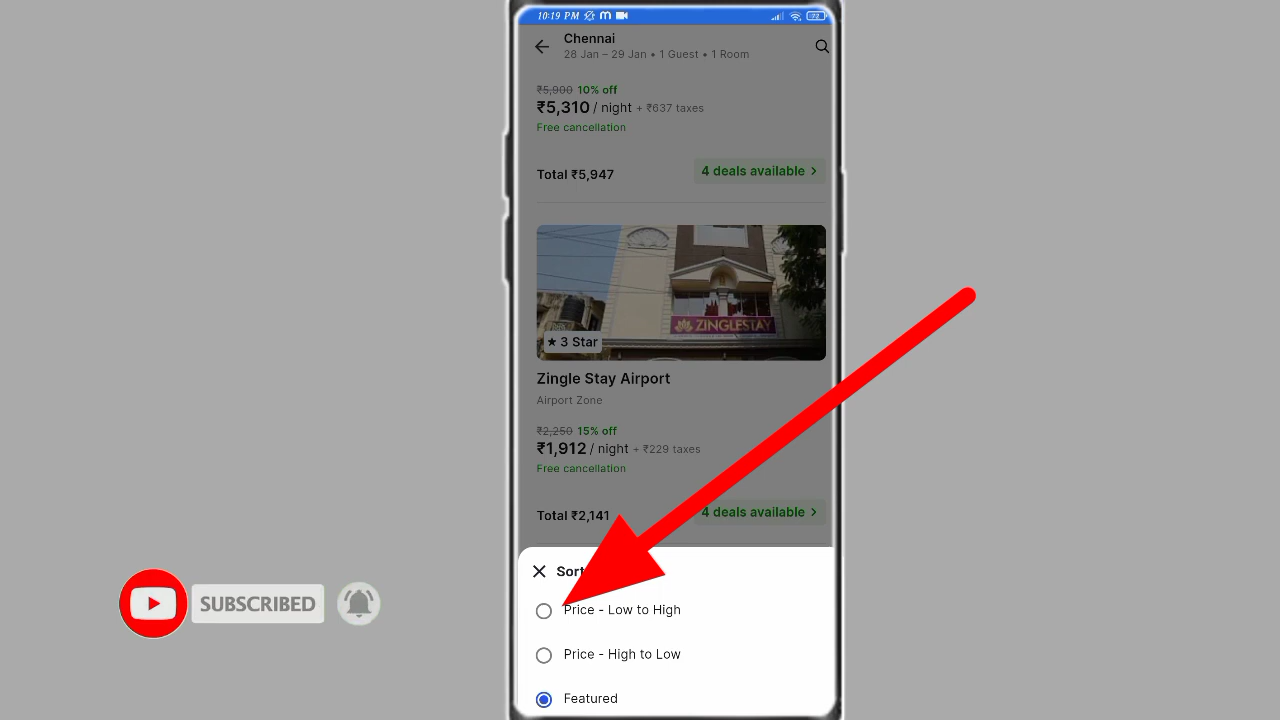 10:19 PM
72
Chennai
28 Jan – 29 Jan • 1 Guest • 1 Room
₹5,900 10% off
₹5,310 / night + ₹637 taxes
Free cancellation
Total ₹5,947
4 deals available >
ZINGLESTAY
★ 3 Star
Zingle Stay Airport
Airport Zone
₹2,250 15% off
₹1,912 / night + ₹229 taxes
Free cancellation
Total ₹2,141
4 deals available >
Sort
Price - Low to High
Price - High to Low
Featured
SUBSCRIBED